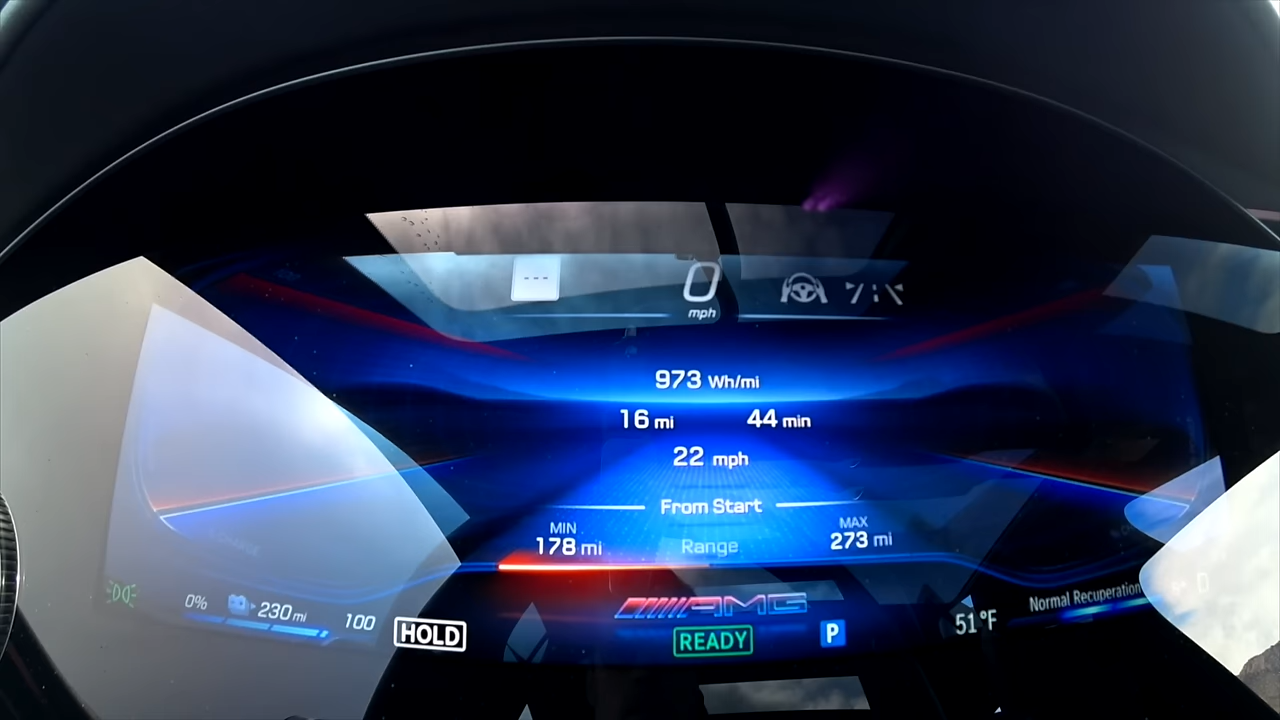 ---
0
mph
973 Wh/mi
16 mi 44 min
22 mph
From Start
MIN MAX
178 mi Range 273 mi
0% 230 mi 100
AMG
HOLD READY P 51°F Normal Recuperation